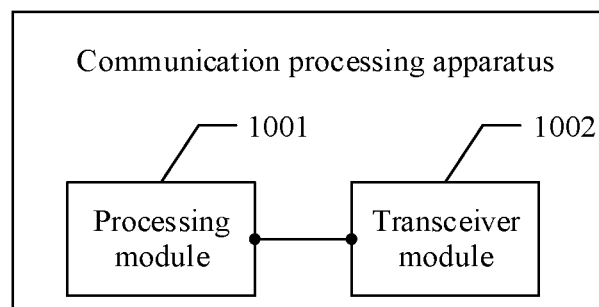 Communication processing apparatus
1001
1002
Processing
module
Transceiver
module